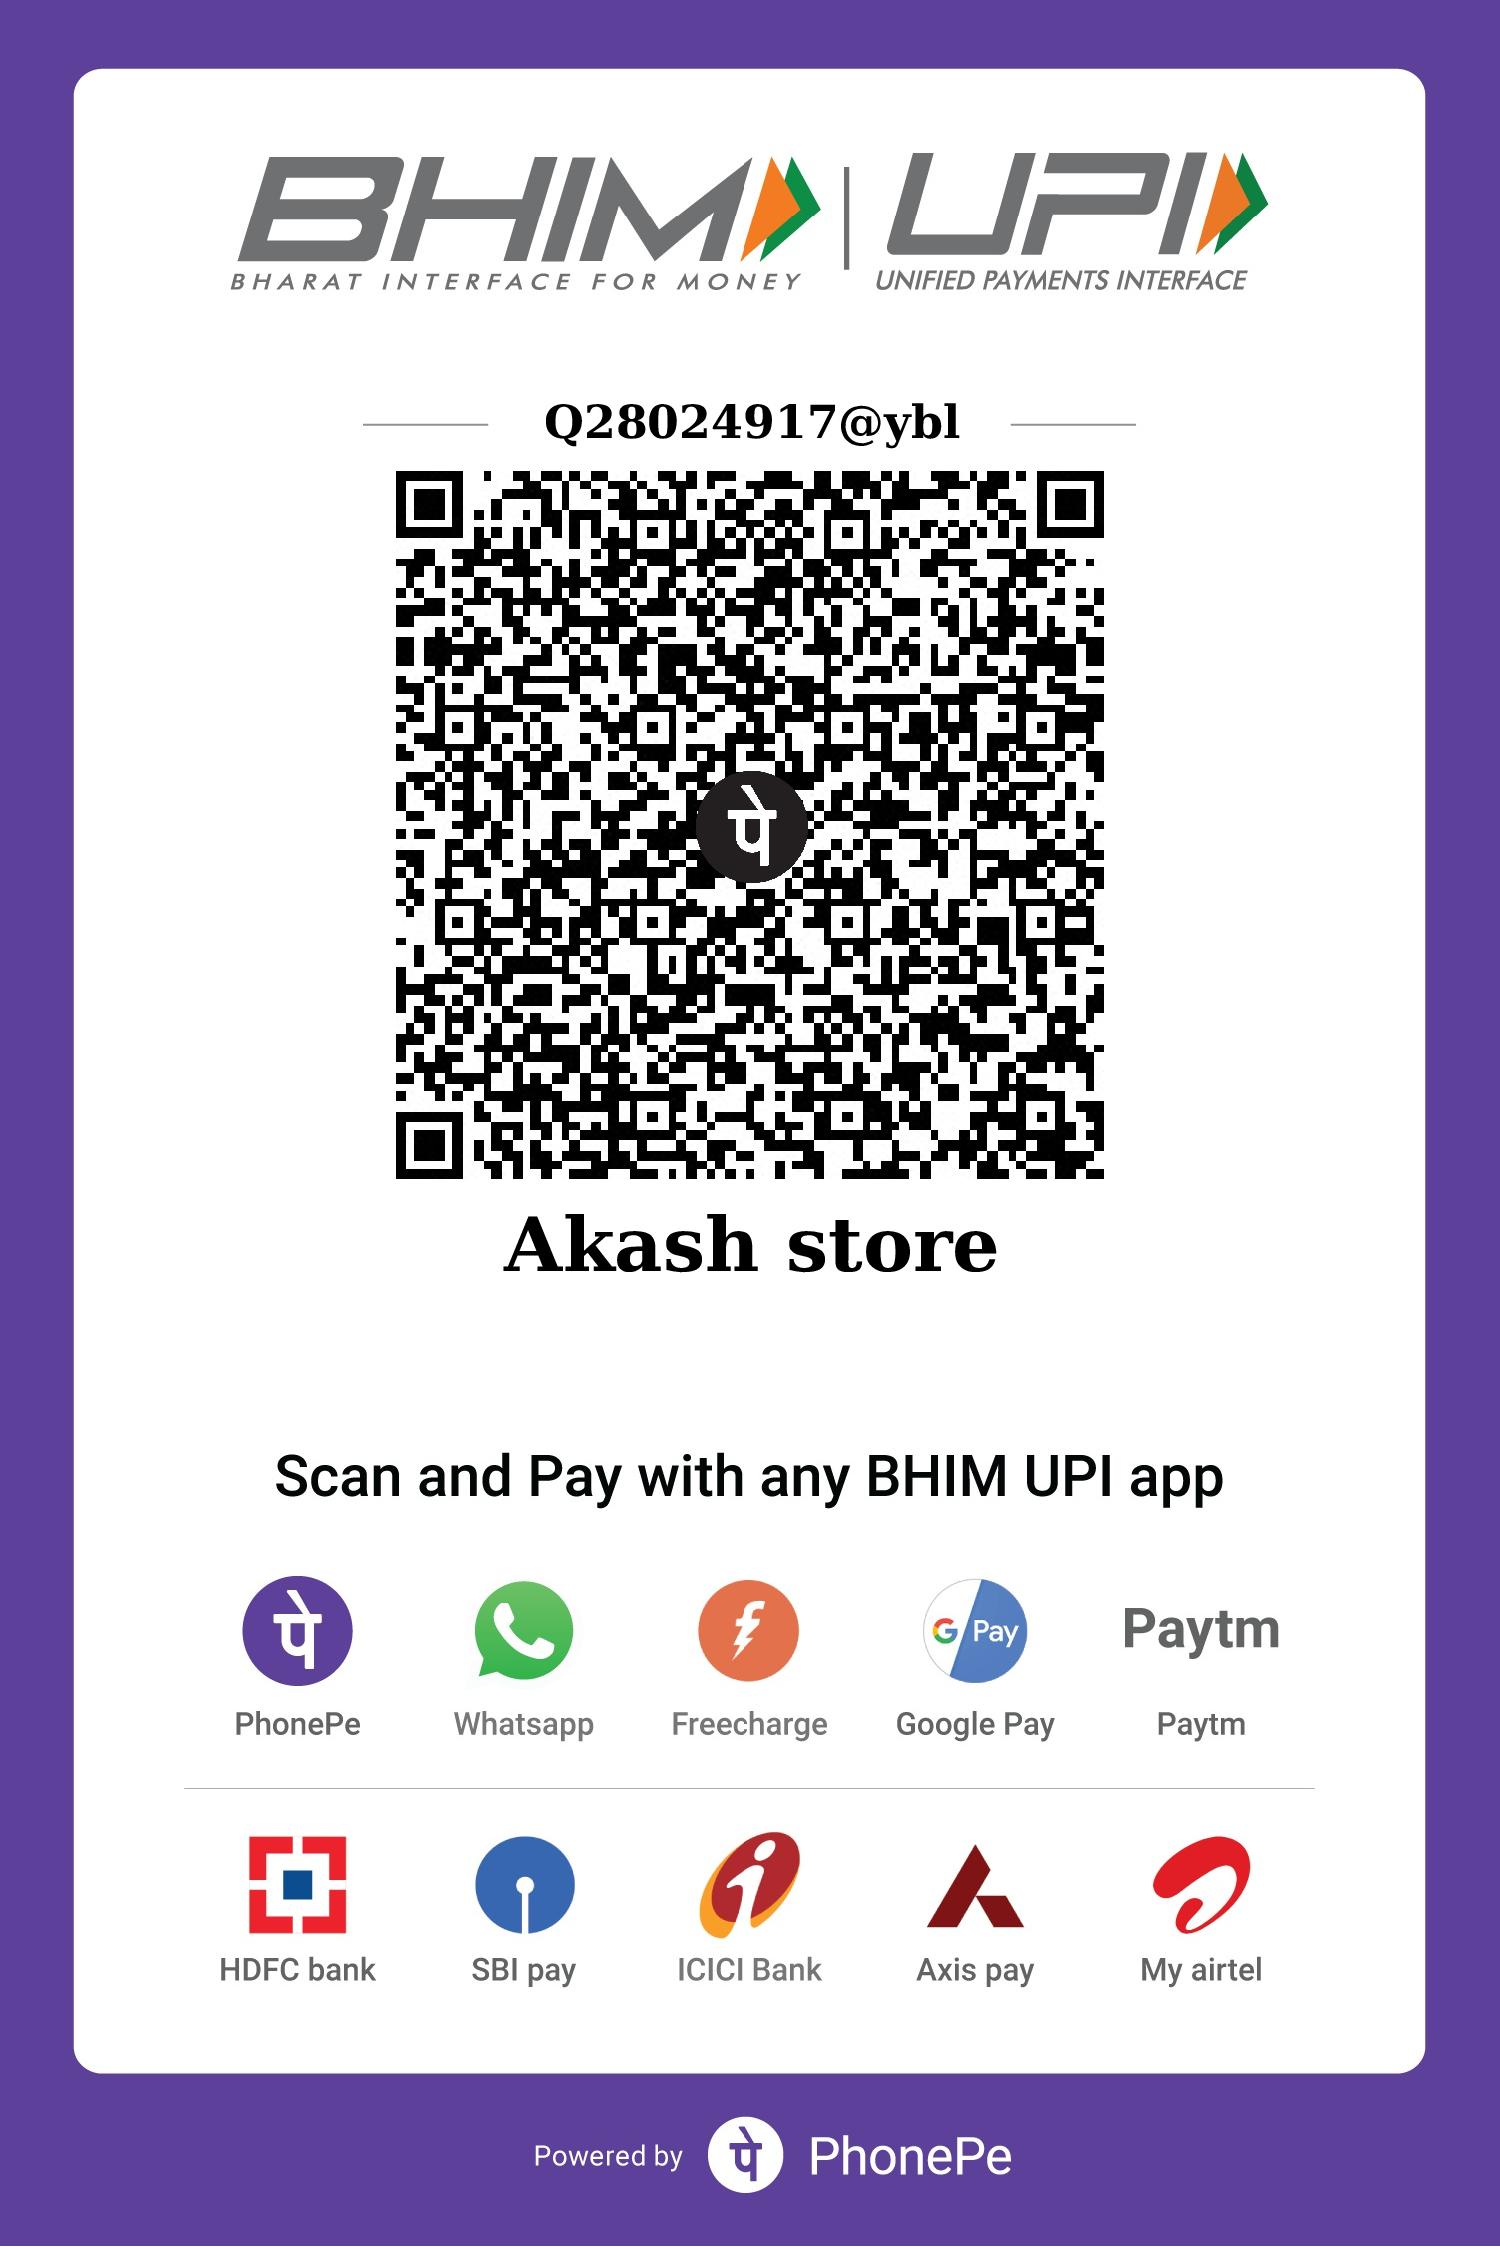 BHIM
BHARAT INTERFACE FOR MONEY
UPI
UNIFIED PAYMENTS INTERFACE
Q28024917@ybl
पे
Akash store
Scan and Pay with any BHIM UPI app
पे
G Pay
Paytm
PhonePe Whatsapp Freecharge Google Pay Paytm
HDFC bank SBI pay ICICI Bank Axis pay My airtel
Powered by पे PhonePe